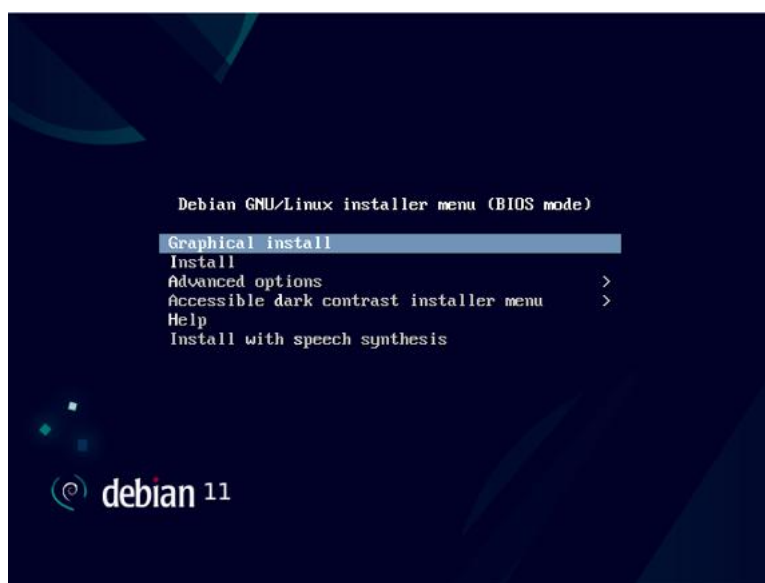 Debian GNU/Linux installer menu (BIOS mode)
Graphical install
Install
Advanced options >
Accessible dark contrast installer menu >
Help
Install with speech synthesis
debian 11